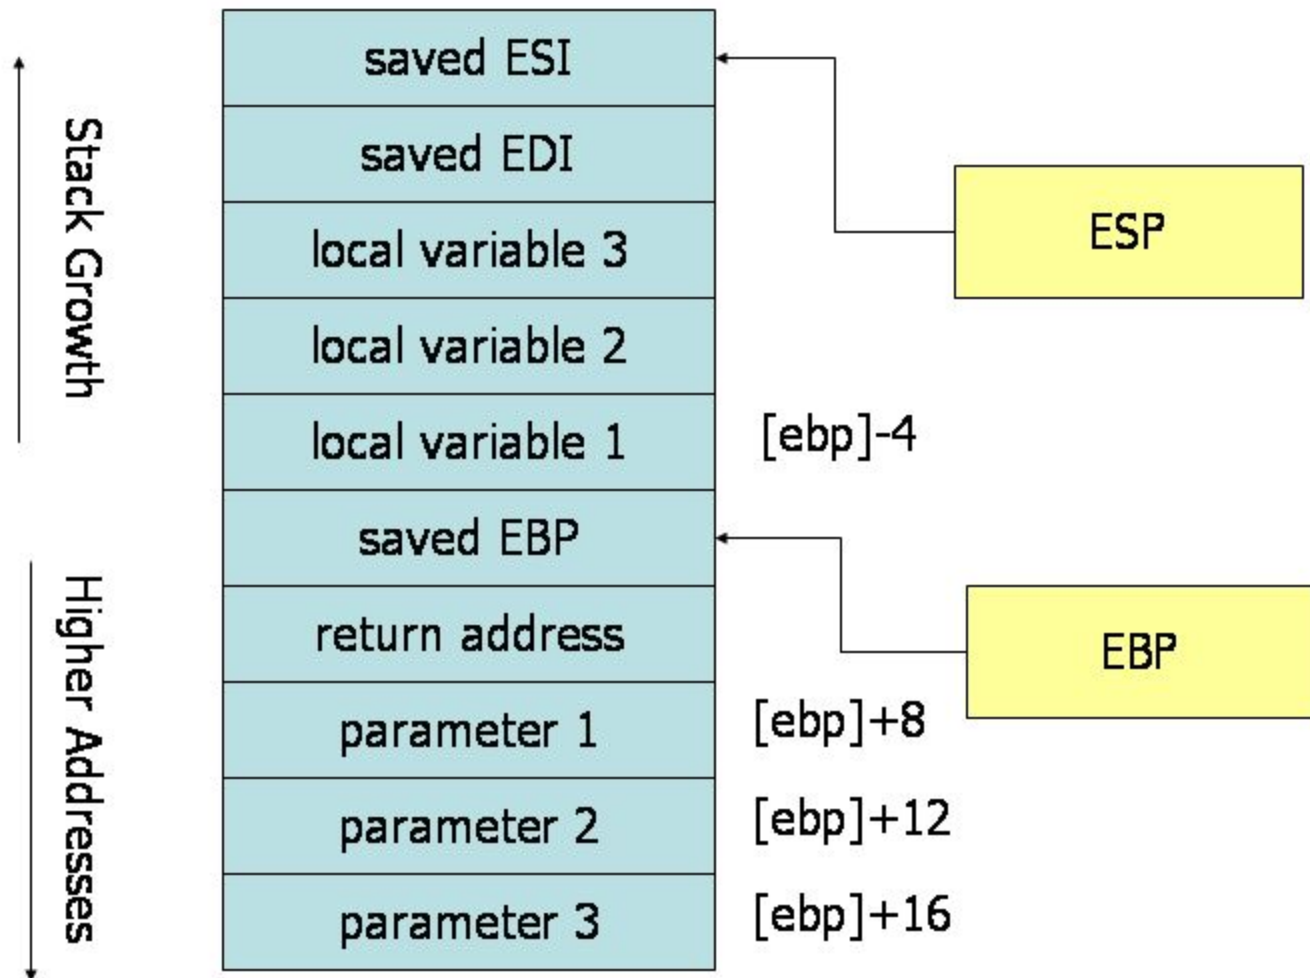 saved ESI
saved EDI
local variable 3
local variable 2
local variable 1
saved EBP
return address
parameter 1
parameter 2
parameter 3
Stack Growth
Higher Addresses
ESP
[ebp]-4
EBP
[ebp]+8
[ebp]+12
[ebp]+16